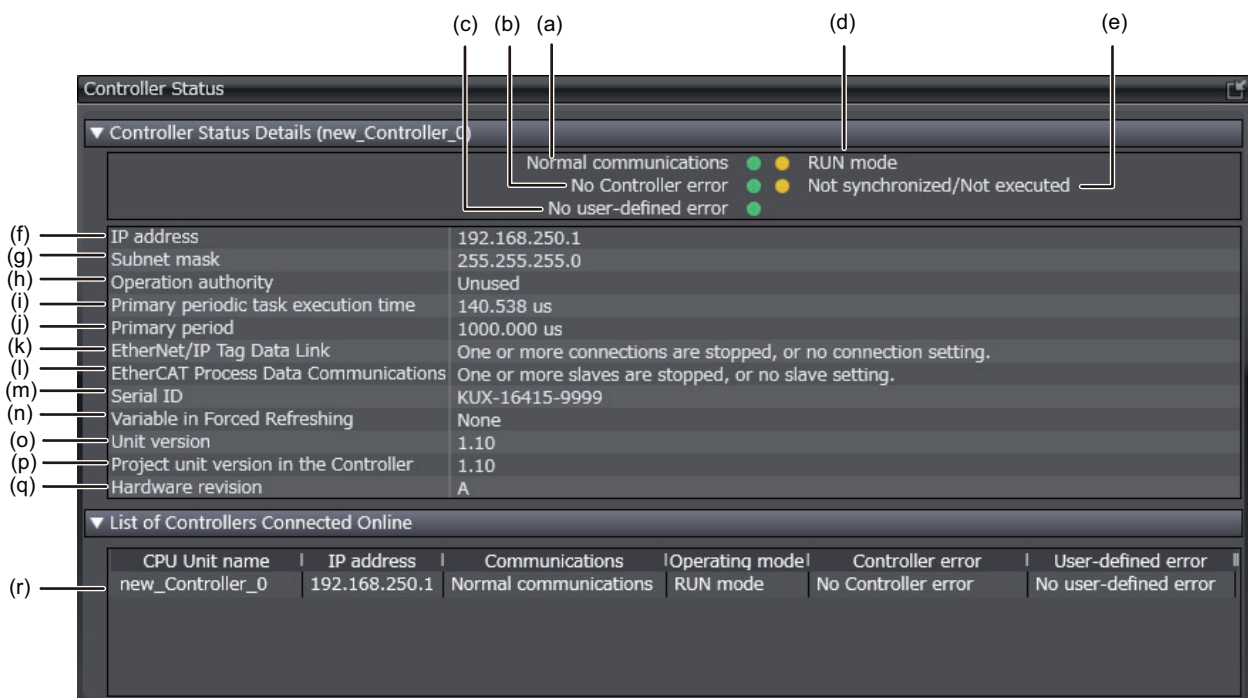 (c) (b) (a) (d) (e)
Controller Status
▼ Controller Status Details (new_Controller_0)
Normal communications RUN mode
No Controller error Not synchronized/Not executed
No user-defined error
(f) IP address 192.168.250.1
(g) Subnet mask 255.255.255.0
(h) Operation authority Unused
(i) Primary periodic task execution time 140.538 us
(j) Primary period 1000.000 us
(k) EtherNet/IP Tag Data Link One or more connections are stopped, or no connection setting.
(l) EtherCAT Process Data Communications One or more slaves are stopped, or no slave setting.
(m) Serial ID KUX-16415-9999
(n) Variable in Forced Refreshing None
(o) Unit version 1.10
(p) Project unit version in the Controller 1.10
(q) Hardware revision A
▼ List of Controllers Connected Online
CPU Unit name IP address Communications Operating mode Controller error User-defined error
(r) new_Controller_0 192.168.250.1 Normal communications RUN mode No Controller error No user-defined error